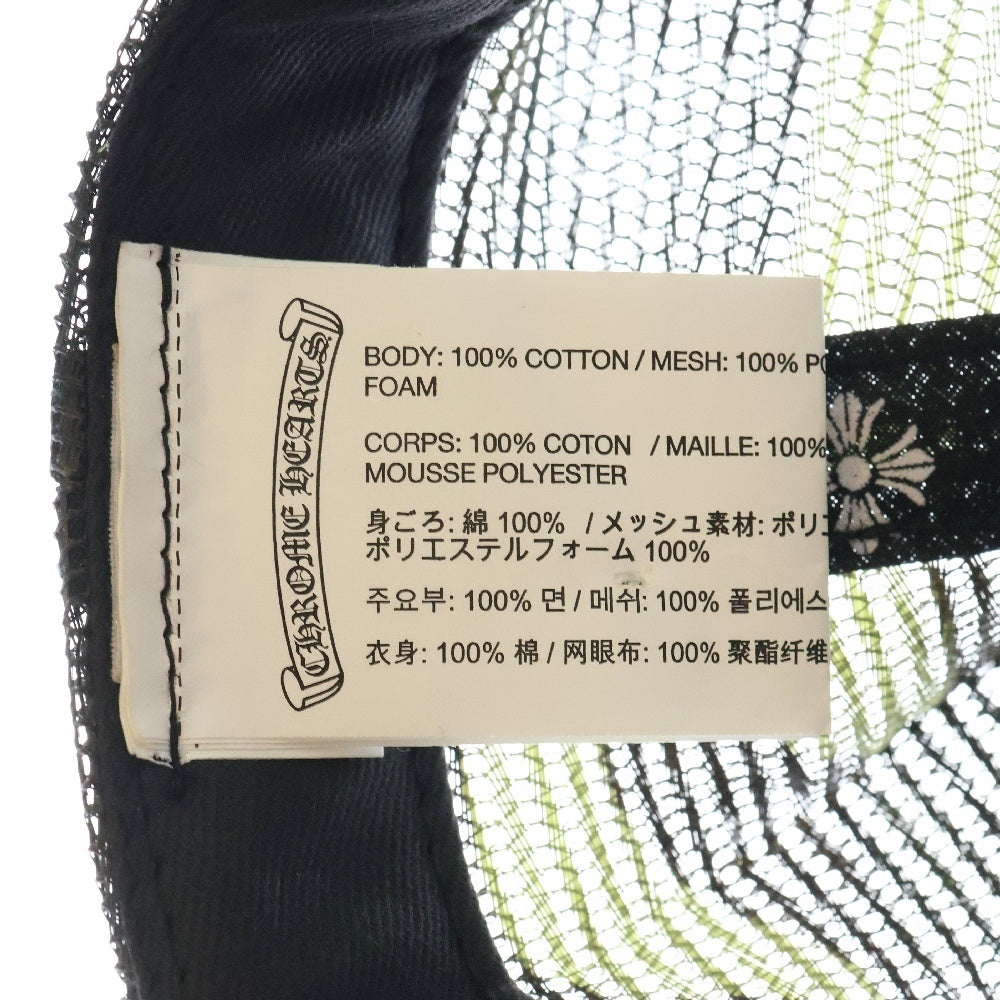 CHROME HEARTS
BODY: 100% COTTON / MESH: 100%
FOAM
CORPS: 100% COTON / MAILLE: 100%
MOUSSE POLYESTER
身ごろ: 綿 100% / メッシュ素材: ポリ
ポリエステルフォーム 100%
주요부: 100% 면 / 메쉬: 100% 폴리에스
衣身: 100% 棉 / 网眼布: 100% 聚酯纤维